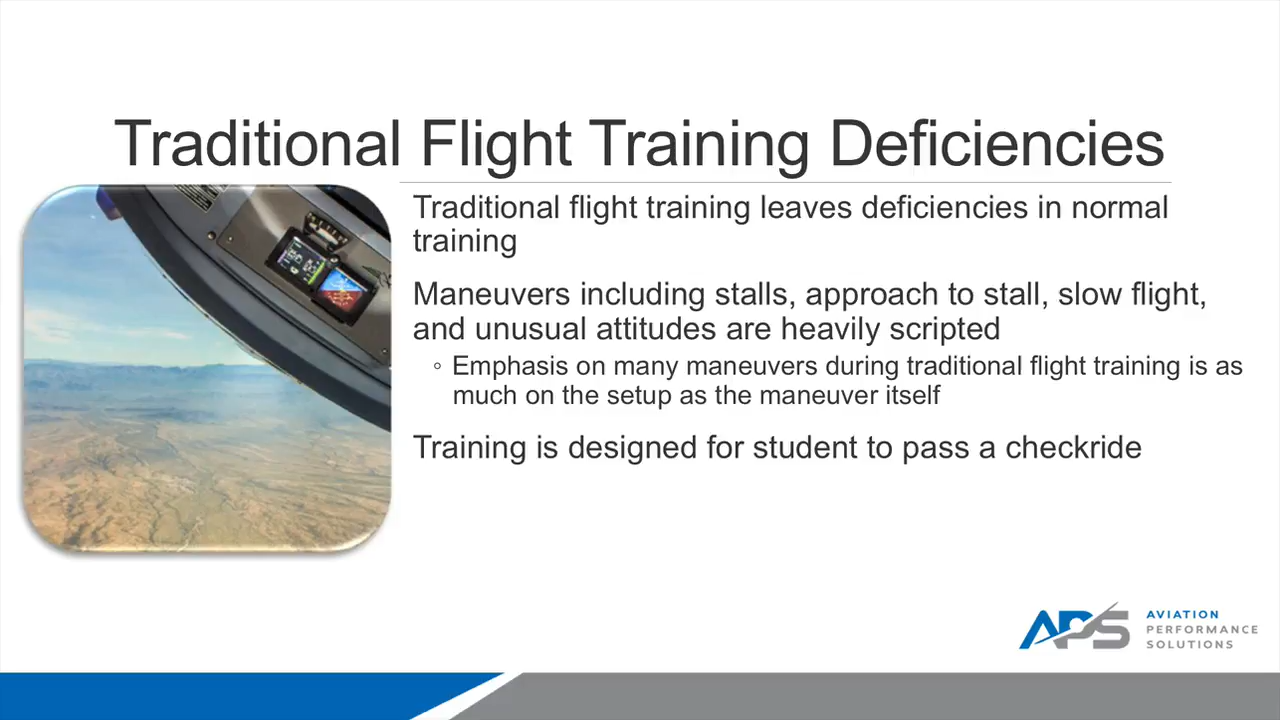 Traditional Flight Training Deficiencies
Traditional flight training leaves deficiencies in normal
training
Maneuvers including stalls, approach to stall, slow flight,
and unusual attitudes are heavily scripted
◦ Emphasis on many maneuvers during traditional flight training is as
much on the setup as the maneuver itself
Training is designed for student to pass a checkride
APS
AVIATION
PERFORMANCE
SOLUTIONS